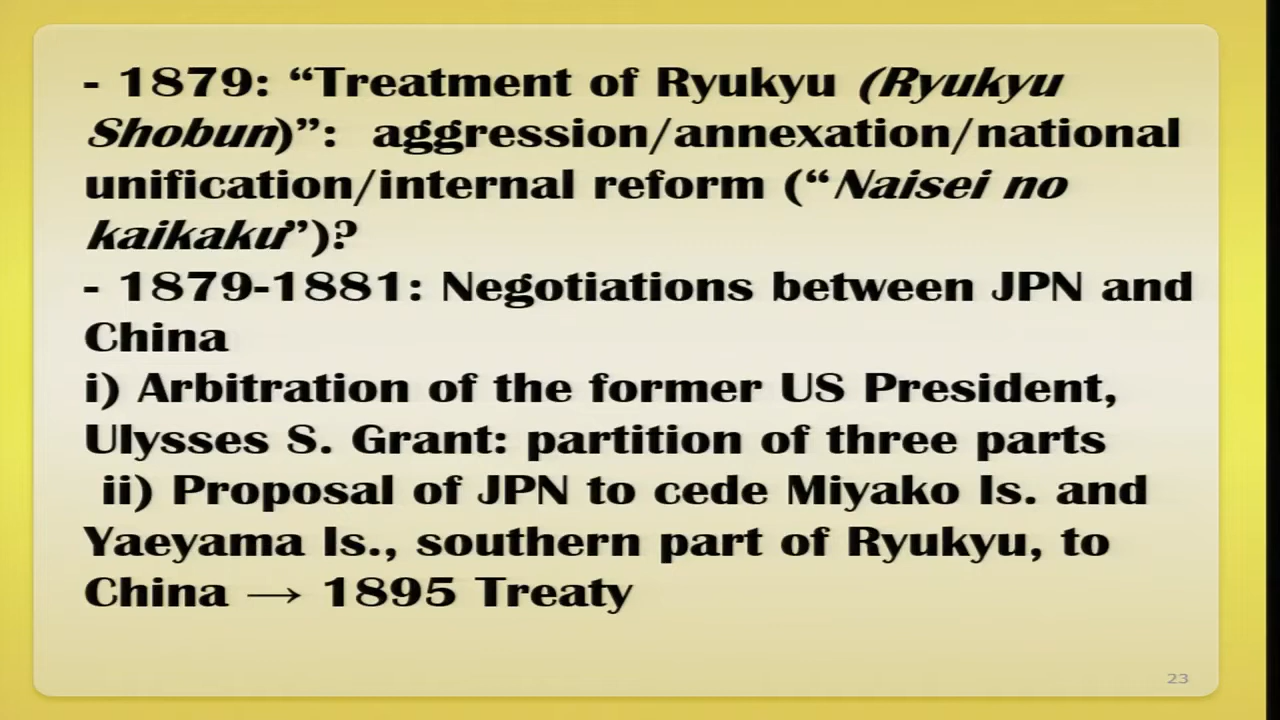 - 1879: “Treatment of Ryukyu (Ryukyu
Shobun)”: aggression/annexation/national
unification/internal reform (“Naisei no
kaikaku”)?
- 1879-1881: Negotiations between JPN and
China
i) Arbitration of the former US President,
Ulysses S. Grant: partition of three parts
ii) Proposal of JPN to cede Miyako Is. and
Yaeyama Is., southern part of Ryukyu, to
China → 1895 Treaty
23